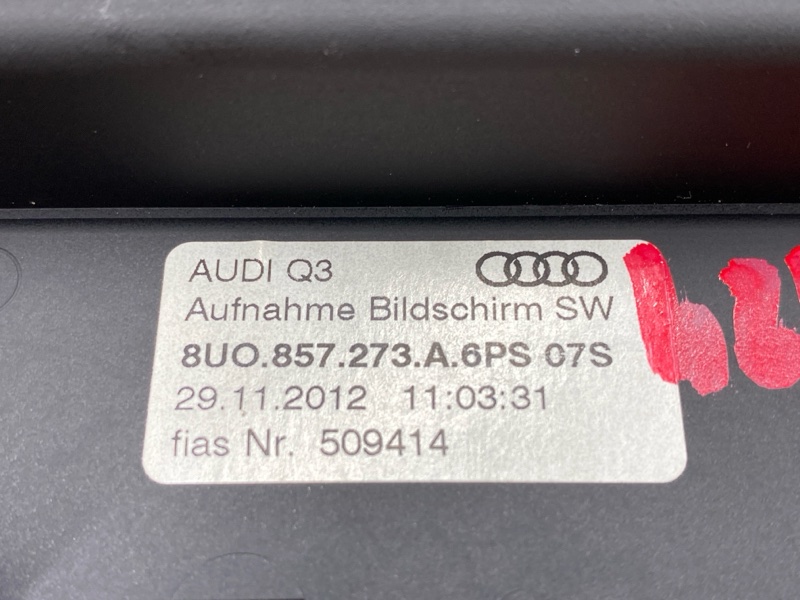 AUDI Q3
Aufnahme Bildschirm SW
8UO.857.273.A.6PS 07S
29.11.2012 11:03:31
fias Nr. 509414